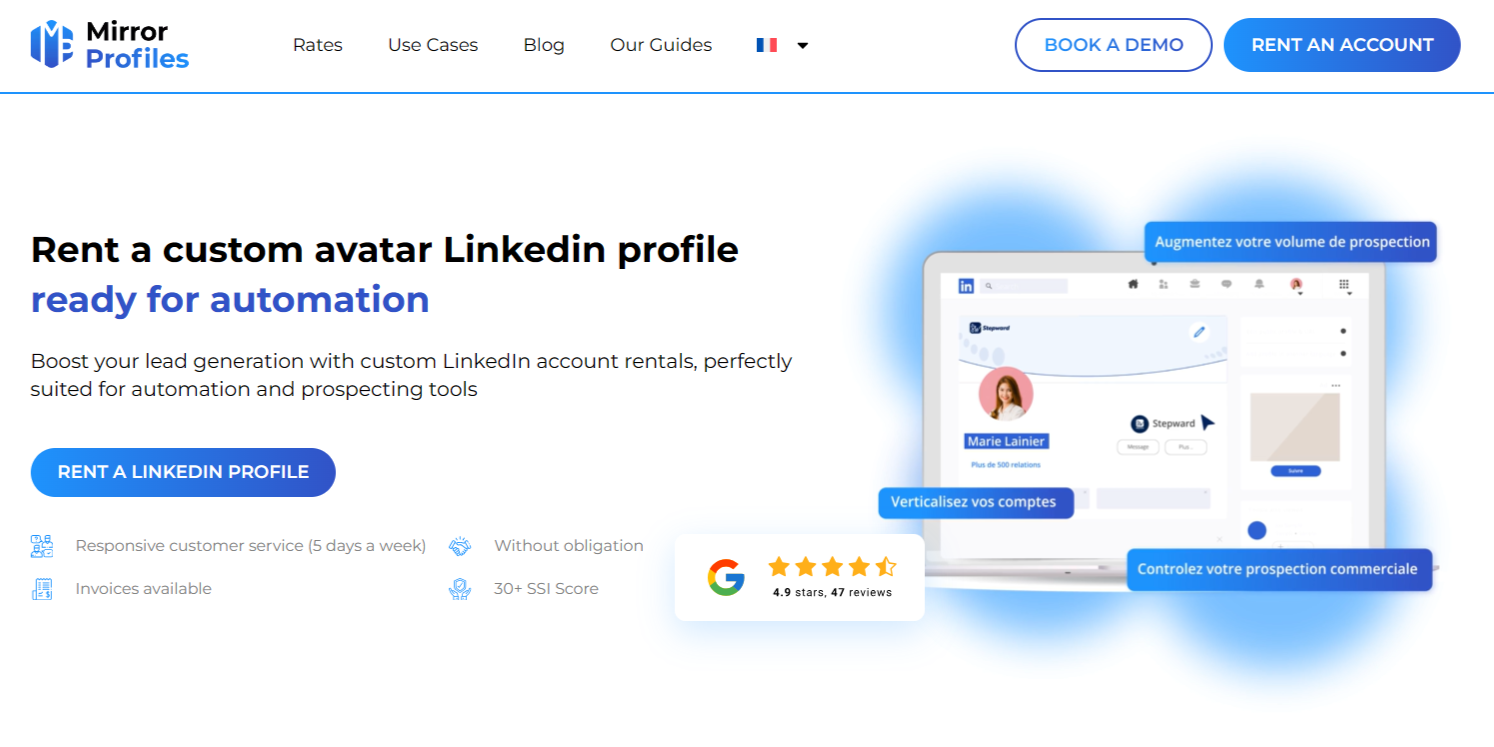 Mirror
Profiles
Rates
Use Cases
Blog
Our Guides
BOOK A DEMO
RENT AN ACCOUNT
Rent a custom avatar Linkedin profile
ready for automation
Boost your lead generation with custom LinkedIn account rentals, perfectly
suited for automation and prospecting tools
RENT A LINKEDIN PROFILE
Responsive customer service (5 days a week)
Without obligation
Invoices available
30+ SSI Score
4.9 stars, 47 reviews
Augmentez votre volume de prospection
in
Stepward
Stepward
Marie Lainier
Message
Plus...
Plus de 500 relations
Suivre
Verticalisez vos comptes
Controlez votre prospection commerciale